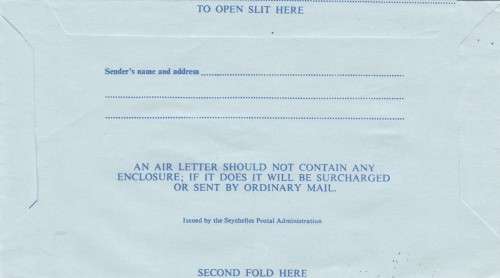 TO OPEN SLIT HERE
Sender's name and address
AN AIR LETTER SHOULD NOT CONTAIN ANY
ENCLOSURE; IF IT DOES IT WILL BE SURCHARGED
OR SENT BY ORDINARY MAIL.
Issued by the Seychelles Postal Administration
SECOND FOLD HERE